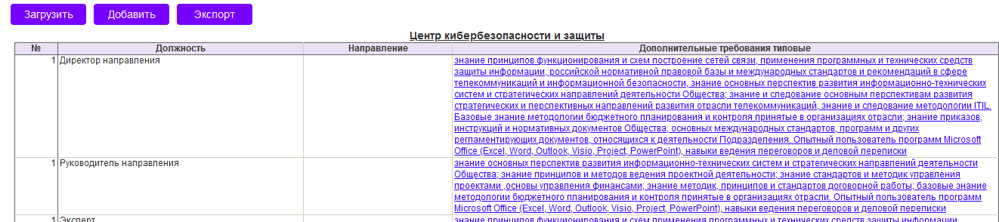 Загрузить Добавить Экспорт
Центр кибербезопасности и защиты
№ Должность Направление Дополнительные требования типовые
1 Директор направления
знание принципов функционирования и схем построение сетей связи, применения программных и технических средств
защиты информации, российской нормативной правовой базы и международных стандартов и рекомендаций в сфере
телекоммуникаций и информационной безопасности, знание основных перспектив развития информационно-технических
систем и стратегических направлений деятельности Общества; знание и следование основным перспективам развития
стратегических и перспективных направлений развития отрасли телекоммуникаций, знание и следование методологии ITIL.
Базовые знание методологии бюджетного планирования и контроля принятые в организациях отрасли; знание приказов,
инструкций и нормативных документов Общества, основных международных стандартов, программ и других
регламентирующих документов, относящихся к деятельности Подразделения. Опытный пользователь программ Microsoft
Office (Excel, Word, Outlook, Visio, Project, PowerPoint), навыки ведения переговоров и деловой переписки
1 Руководитель направления
знание основных перспектив развития информационно-технических систем и стратегических направлений деятельности
Общества; знание принципов и методов ведения проектной деятельности; знание стандартов и методик управления
проектами ,основы управления финансами; знание методик, принципов и стандартов договорной работы; базовые знание
методологии бюджетного планирования и контроля принятые в организациях отрасли. Опытный пользователь программ
Microsoft Office (Excel, Word, Outlook, Visio, Project, PowerPoint), навыки ведения переговоров и деловой переписки
1 Эксперт
знание принципов функционирования и схем применения программных и технических средств защиты информации